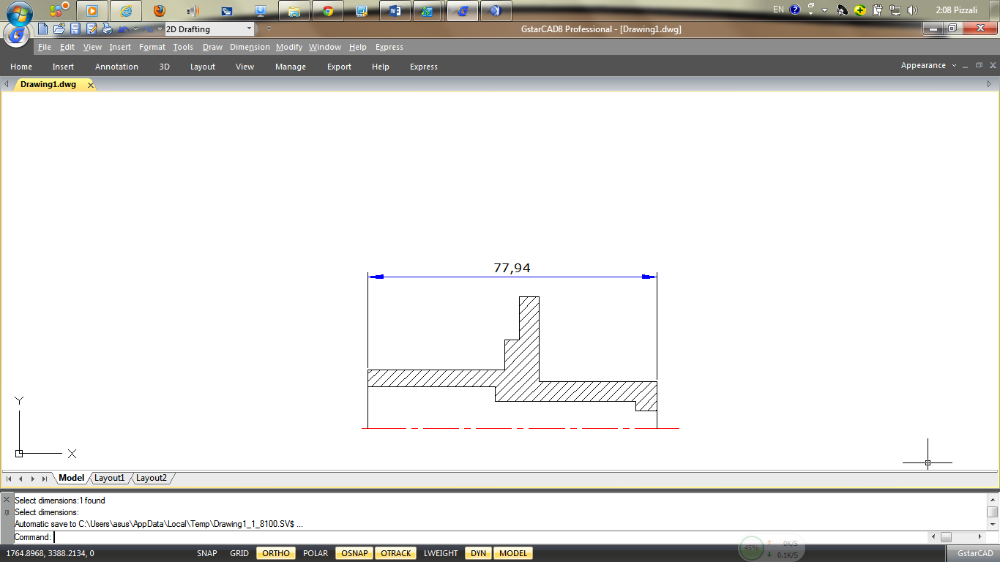 EN
2:08 Pizzali
2D Drafting
GstarCAD8 Professional - [Drawing1.dwg]
File Edit View Insert Format Tools Draw Dimension Modify Window Help Express
Home Insert Annotation 3D Layout View Manage Export Help Express Appearance
Drawing1.dwg
77,94
Y
X
Model Layout1 Layout2
Select dimensions:1 found
Select dimensions:
Automatic save to C:\Users\asus\AppData\Local\Temp\Drawing1_1_8100.SV$ ...
Command:
1764.8968, 3388.2134, 0 SNAP GRID ORTHO POLAR OSNAP OTRACK LWEIGHT DYN MODEL
45%
0K/S
0.1K/S
GstarCAD